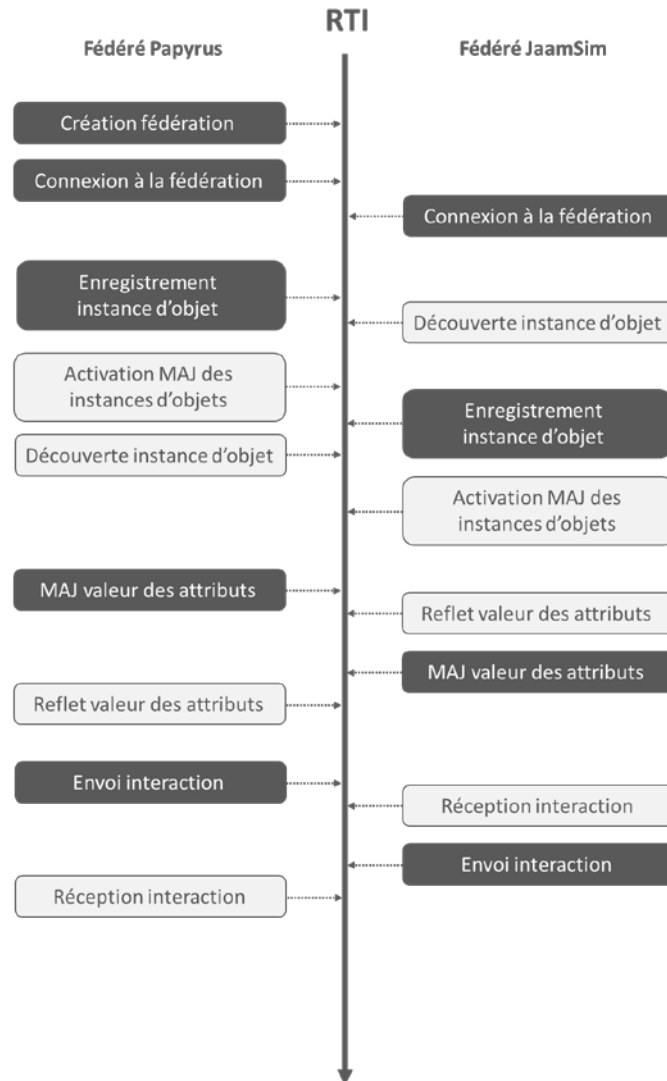 RTI
Fédéré Papyrus
Fédéré JaamSim
Création fédération
Connexion à la fédération
Connexion à la fédération
Enregistrement
instance d'objet
Découverte instance d'objet
Activation MAJ des
instances d'objets
Enregistrement
instance d'objet
Découverte instance d'objet
Activation MAJ des
instances d'objets
MAJ valeur des attributs
Reflet valeur des attributs
MAJ valeur des attributs
Reflet valeur des attributs
Envoi interaction
Réception interaction
Envoi interaction
Réception interaction